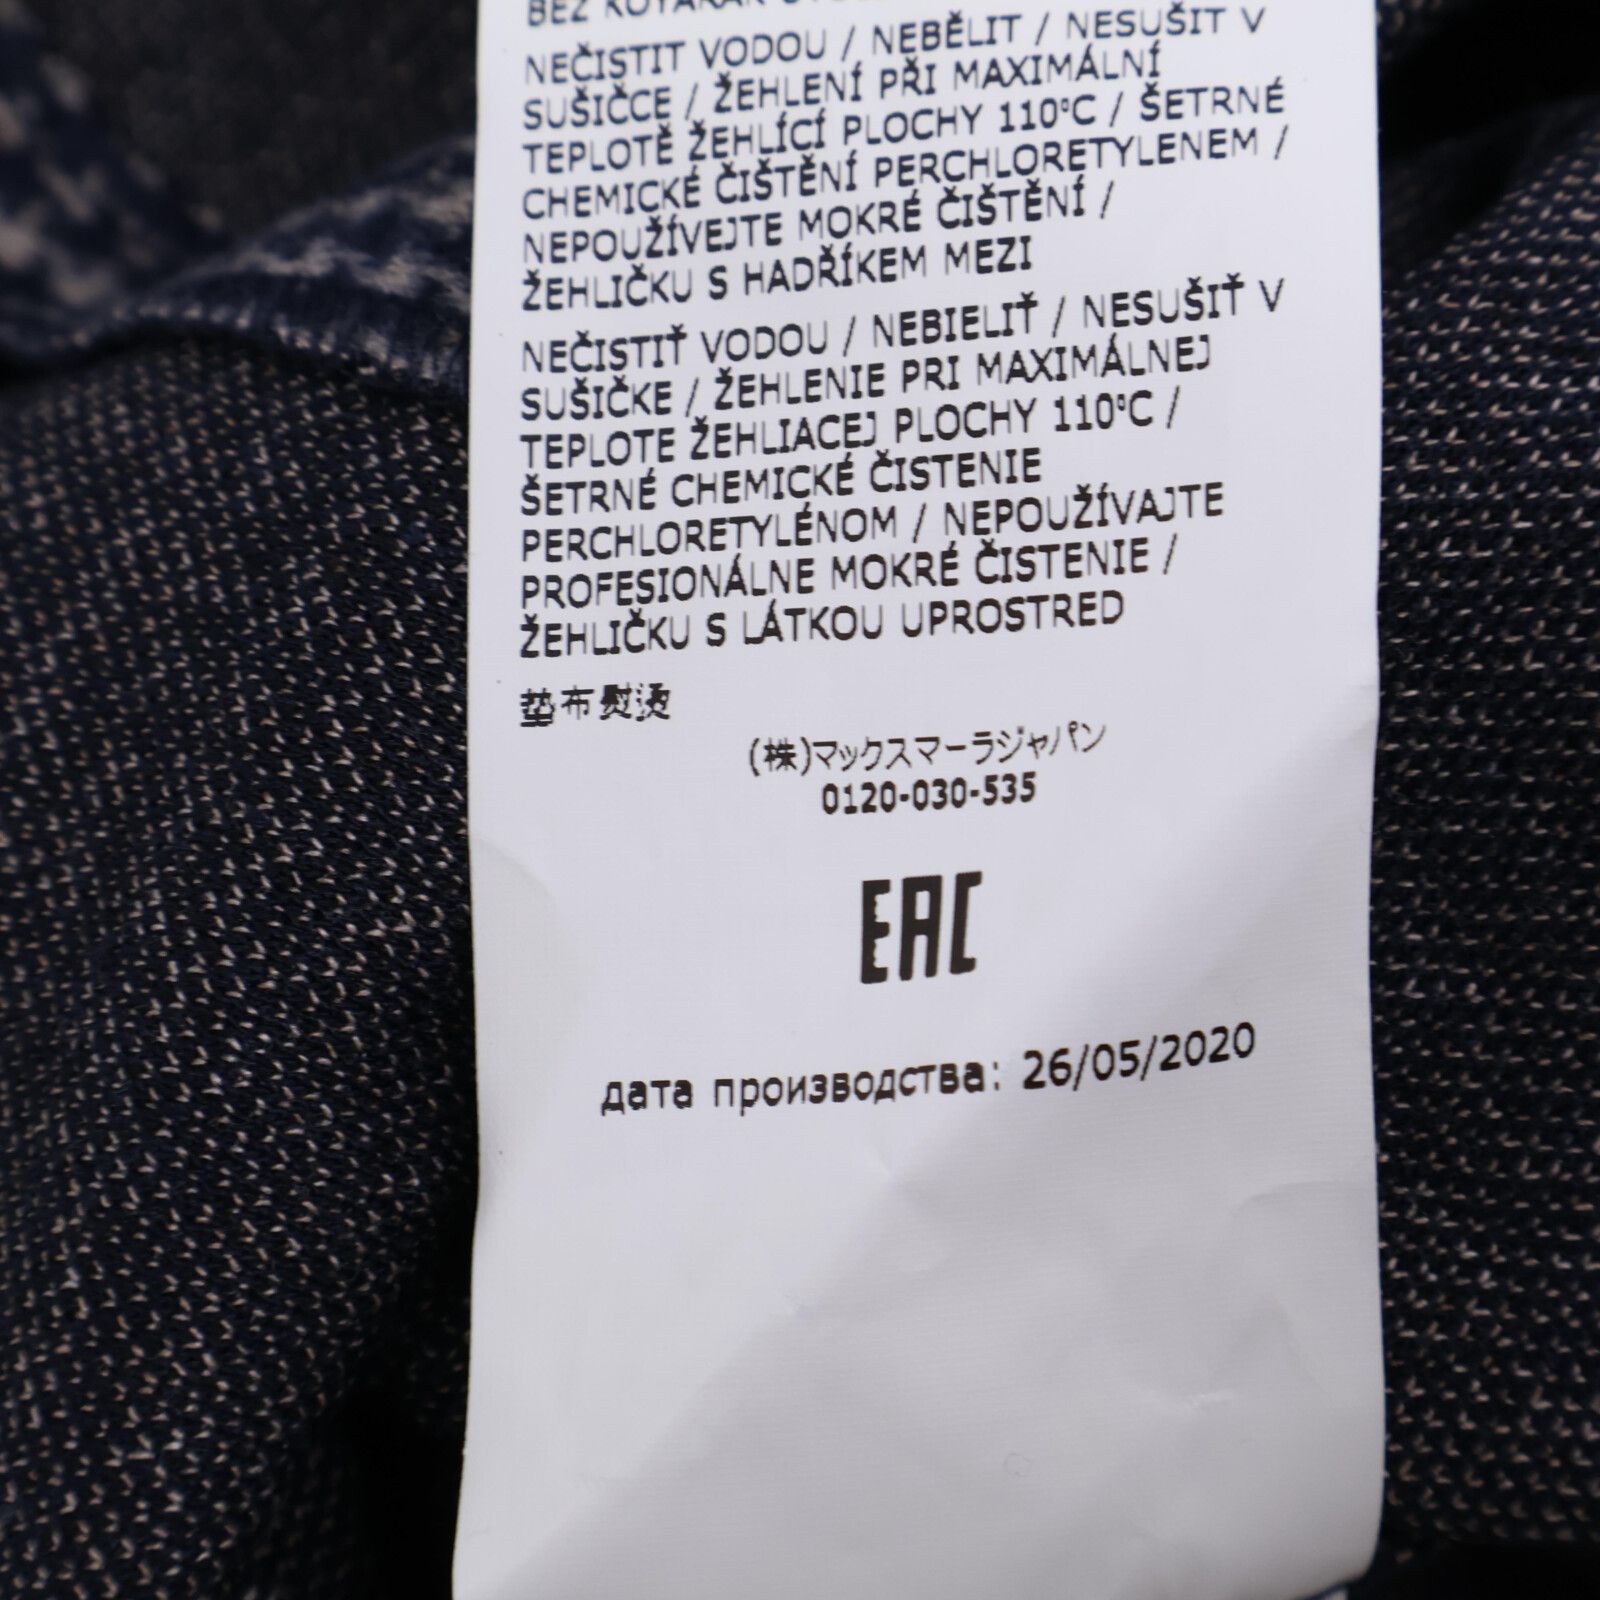 NEČISTIT VODOU / NEBĚLIT / NESUŠIT V
SUŠIČCE / ŽEHLENÍ PŘI MAXIMÁLNÍ
TEPLOTĚ ŽEHLÍCÍ PLOCHY 110°C / ŠETRNÉ
CHEMICKÉ ČIŠTĚNÍ PERCHLORETYLENEM /
NEPOUŽÍVEJTE MOKRÉ ČIŠTĚNÍ /
ŽEHLIČKU S HADŘÍKEM MEZI
NEČISTIŤ VODOU / NEBIELIŤ / NESUŠIŤ V
SUŠIČKE / ŽEHLENIE PRI MAXIMÁLNEJ
TEPLOTE ŽEHLIACEJ PLOCHY 110°C /
ŠETRNÉ CHEMICKÉ ČISTENIE
PERCHLORETYLÉNOM / NEPOUŽÍVAJTE
PROFESIONÁLNE MOKRÉ ČISTENIE /
ŽEHLIČKU S LÁTKOU UPROSTRED
垫布熨烫
(株)マックスマーラジャパン
0120-030-535
EAC
дата производства: 26/05/2020